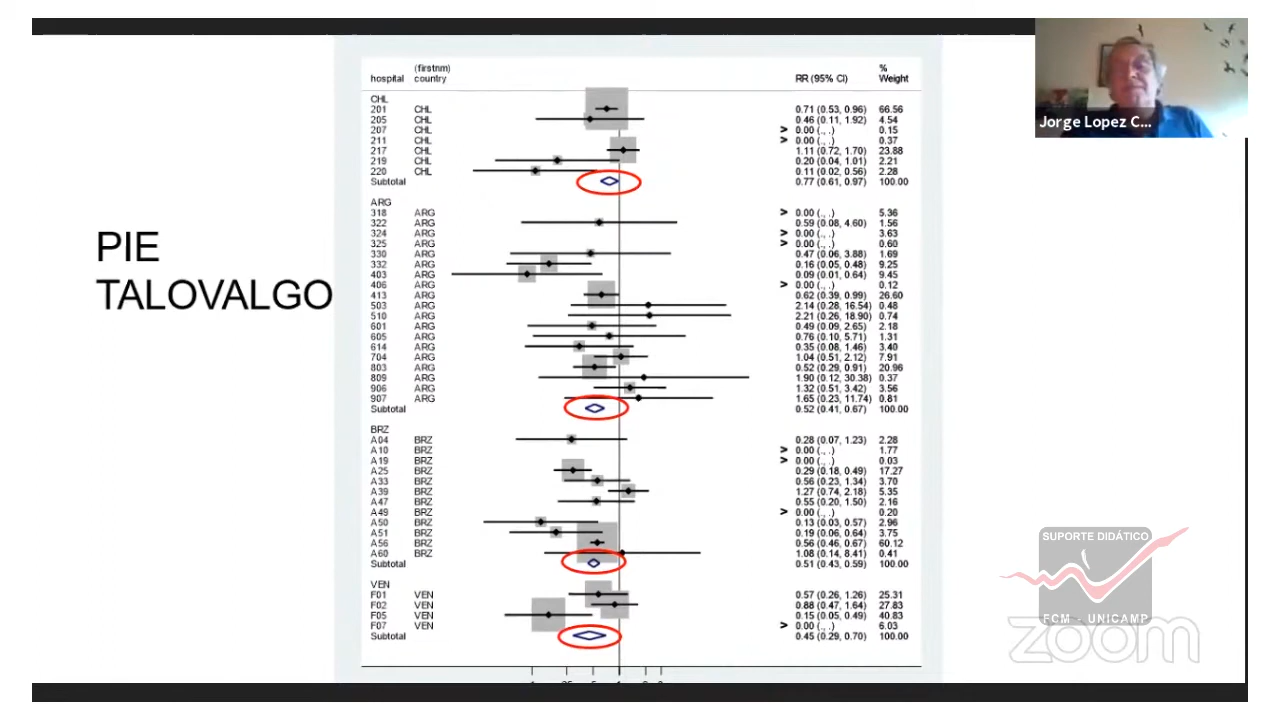 PIE
TALOVALGO
(firstnm) %
hospital country RR (95% CI) Weight
CHL
201 CHL 0.71 (0.53, 0.96) 66.56
205 CHL 0.46 (0.11, 1.92) 4.54
207 CHL > 0.00 (., .) 0.15
211 CHL > 0.00 (., .) 0.37
217 CHL 1.11 (0.72, 1.70) 23.88
219 CHL 0.20 (0.04, 1.01) 2.21
220 CHL 0.11 (0.02, 0.56) 2.28
Subtotal 0.77 (0.61, 0.97) 100.00
ARG
318 ARG > 0.00 (., .) 5.36
322 ARG 0.59 (0.08, 4.60) 1.56
324 ARG > 0.00 (., .) 3.63
325 ARG > 0.00 (., .) 0.60
330 ARG 0.47 (0.06, 3.88) 1.69
332 ARG 0.16 (0.05, 0.48) 9.25
403 ARG 0.09 (0.01, 0.64) 9.45
406 ARG > 0.00 (., .) 0.12
413 ARG 0.62 (0.39, 0.99) 26.60
503 ARG 2.14 (0.28, 16.54) 0.48
510 ARG 2.21 (0.26, 18.90) 0.74
601 ARG 0.49 (0.09, 2.65) 2.18
605 ARG 0.76 (0.10, 5.71) 1.31
614 ARG 0.35 (0.08, 1.46) 3.40
704 ARG 1.04 (0.51, 2.12) 7.91
803 ARG 0.52 (0.29, 0.91) 20.96
809 ARG 1.90 (0.12, 30.38) 0.37
906 ARG 1.32 (0.51, 3.42) 3.56
907 ARG 1.65 (0.23, 11.74) 0.81
Subtotal 0.52 (0.41, 0.67) 100.00
BRZ
A04 BRZ 0.28 (0.07, 1.23) 2.28
A10 BRZ > 0.00 (., .) 1.77
A19 BRZ > 0.00 (., .) 0.03
A25 BRZ 0.29 (0.18, 0.49) 17.27
A33 BRZ 0.56 (0.23, 1.34) 3.70
A39 BRZ 1.27 (0.74, 2.18) 5.35
A47 BRZ 0.55 (0.20, 1.50) 2.16
A49 BRZ > 0.00 (., .) 0.20
A50 BRZ 0.13 (0.03, 0.57) 2.96
A51 BRZ 0.19 (0.06, 0.64) 3.75
A56 BRZ 0.56 (0.46, 0.67) 60.12
A60 BRZ 1.08 (0.14, 8.41) 0.41
Subtotal 0.51 (0.43, 0.59) 100.00
VEN
F01 VEN 0.57 (0.26, 1.26) 25.31
F02 VEN 0.88 (0.47, 1.64) 27.83
F05 VEN 0.15 (0.05, 0.49) 40.83
F07 VEN > 0.00 (., .) 6.03
Subtotal 0.45 (0.29, 0.70) 100.00
Jorge Lopez C...
SUPORTE DIDÁTICO
FCM - UNICAMP
zoom